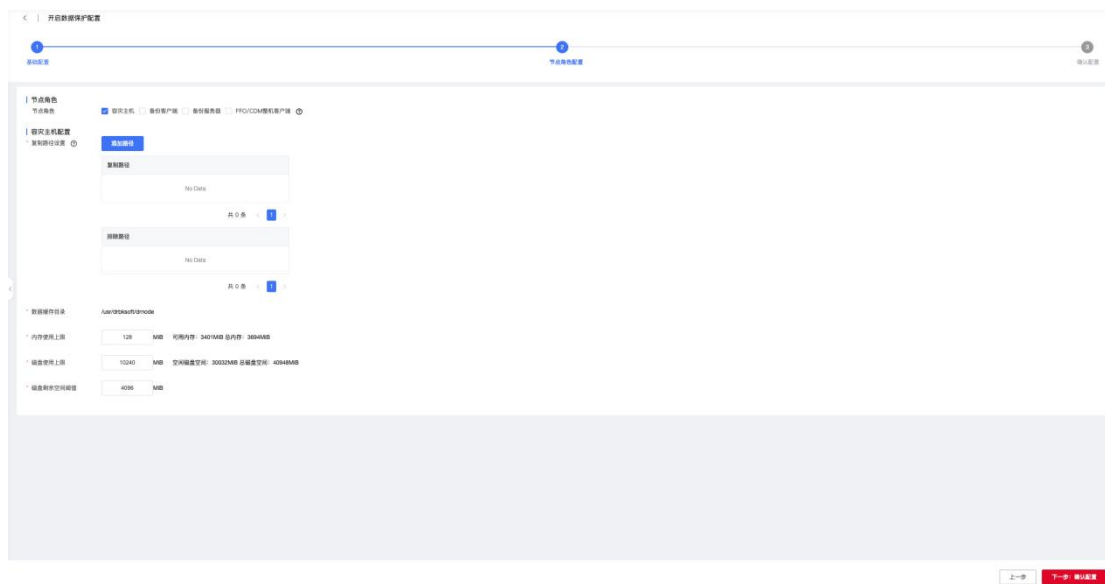 开启数据保护配置
1
2
3
基础配置
节点角色配置
确认配置
节点角色
节点角色 容灾主机 备份客户端 备份服务器 PFO/CDM整机客户端
容灾主机配置
* 复制路径设置 添加路径
复制路径
No Data
共 0 条 < 1 >
排除路径
No Data
共 0 条 < 1 >
* 数据缓存目录 /usr/drbksoft/drnode
* 内存使用上限 128 MiB 可用内存：3401MiB 总内存：3694MiB
* 磁盘使用上限 10240 MiB 空闲磁盘空间：30032MiB 总磁盘空间：40948MiB
* 磁盘剩余空间阈值 4096 MiB
上一步 下一步：确认配置